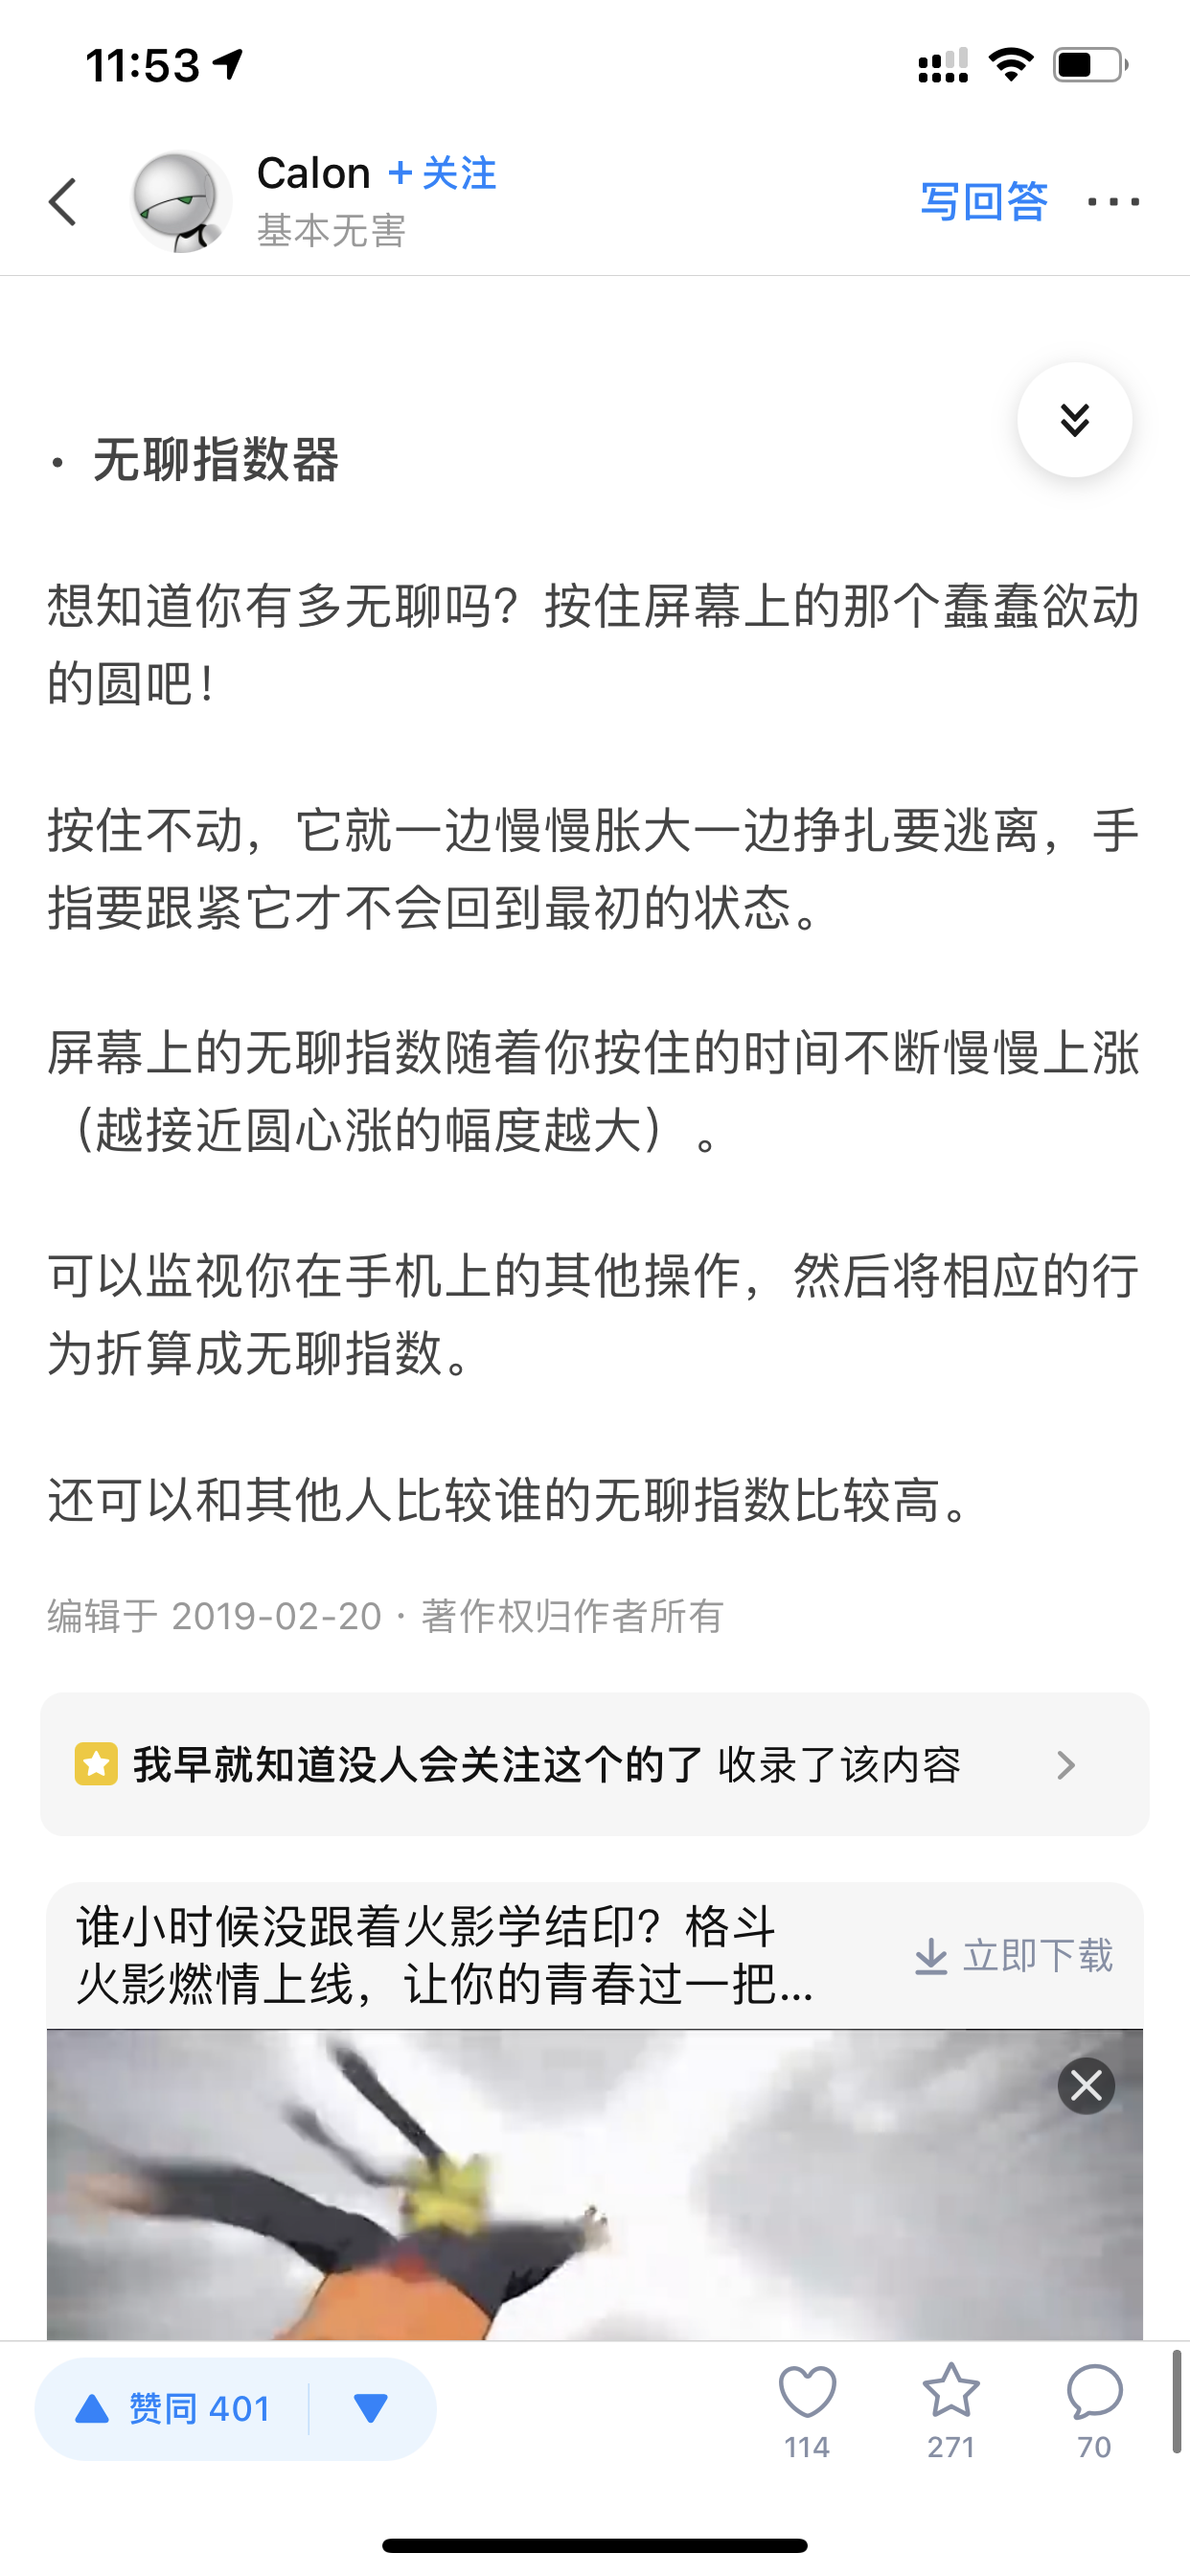 11:53
Calon + 关注
基本无害
写回答
• 无聊指数器
想知道你有多无聊吗？按住屏幕上的那个蠢蠢欲动
的圆吧！
按住不动，它就一边慢慢胀大一边挣扎要逃离，手
指要跟紧它才不会回到最初的状态。
屏幕上的无聊指数随着你按住的时间不断慢慢上涨
（越接近圆心涨的幅度越大）。
可以监视你在手机上的其他操作，然后将相应的行
为折算成无聊指数。
还可以和其他人比较谁的无聊指数比较高。
编辑于 2019-02-20 · 著作权归作者所有
我早就知道没人会关注这个的了 收录了该内容
谁小时候没跟着火影学结印？格斗
火影燃情上线，让你的青春过一把...
立即下载
赞同 401
114
271
70